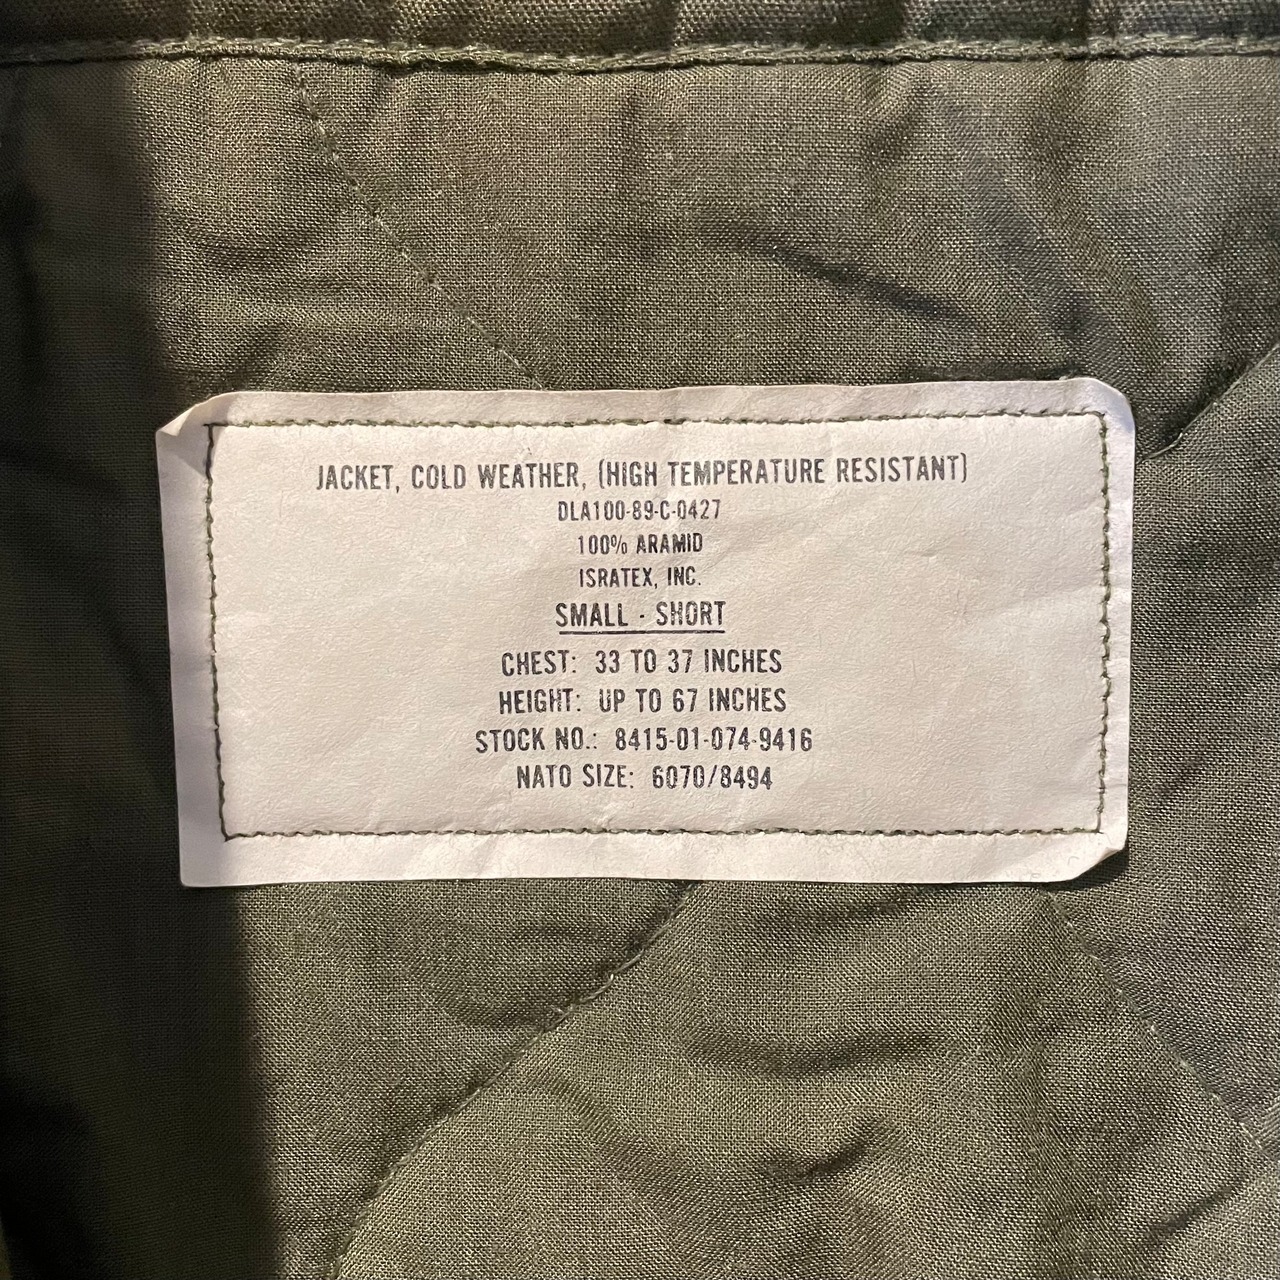 JACKET, COLD WEATHER, (HIGH TEMPERATURE RESISTANT)
DLA100-89-C-0427
100% ARAMID
ISRATEX, INC.
SMALL - SHORT
CHEST: 33 TO 37 INCHES
HEIGHT: UP TO 67 INCHES
STOCK NO.: 8415-01-074-9416
NATO SIZE: 6070/8494